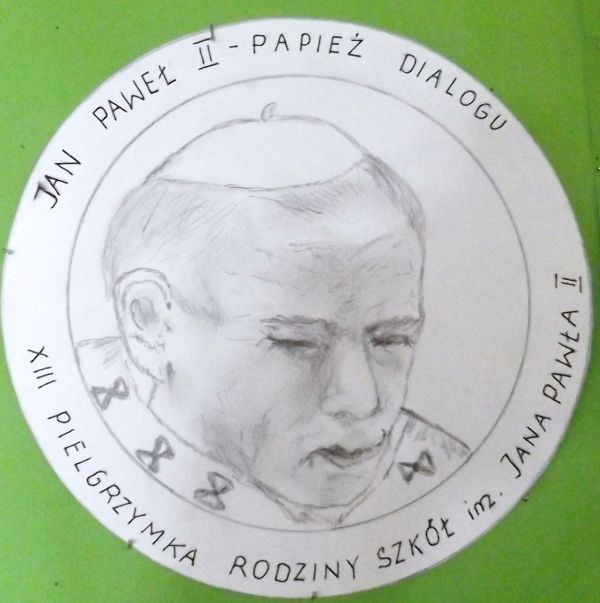 JAN PAWEŁ II - PAPIEŻ DIALOGU
XIII PIELGRZYMKA RODZINY SZKÓŁ im. JANA PAWŁA II